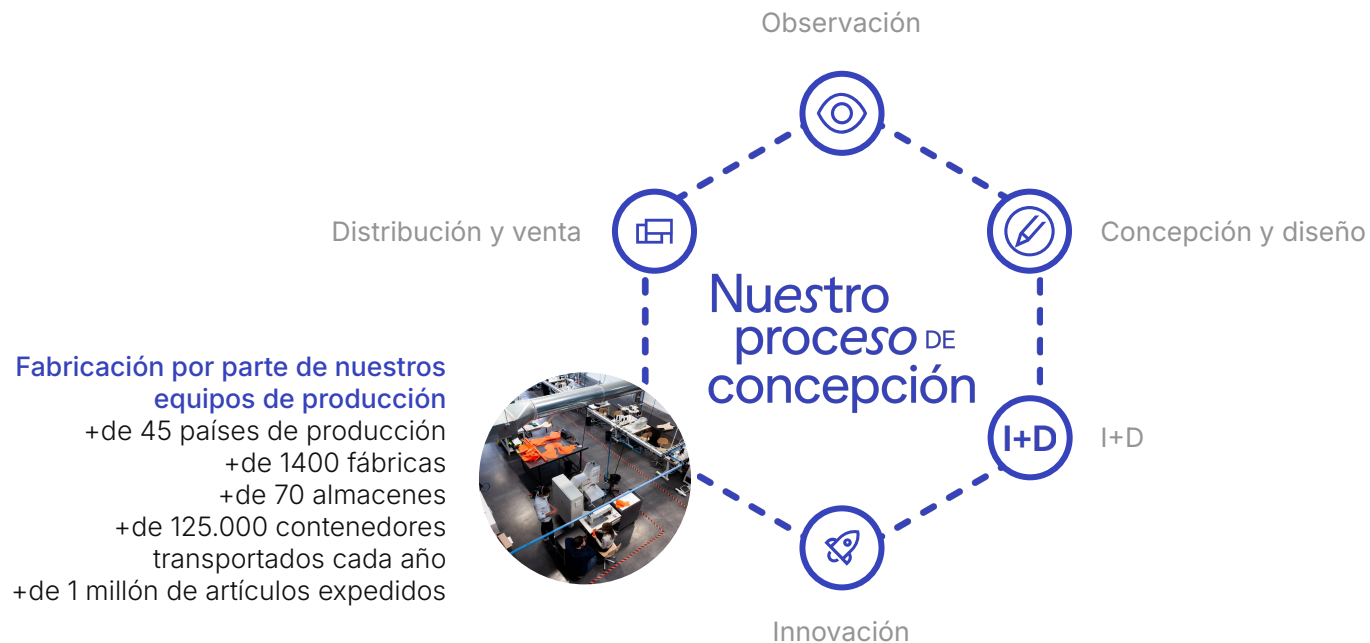 Observación
Distribución y venta
Concepción y diseño
Nuestro
proceso DE
concepción
Fabricación por parte de nuestros
equipos de producción
+de 45 países de producción
+de 1400 fábricas
+de 70 almacenes
+de 125.000 contenedores
transportados cada año
+de 1 millón de artículos expedidos
I+D
I+D
Innovación